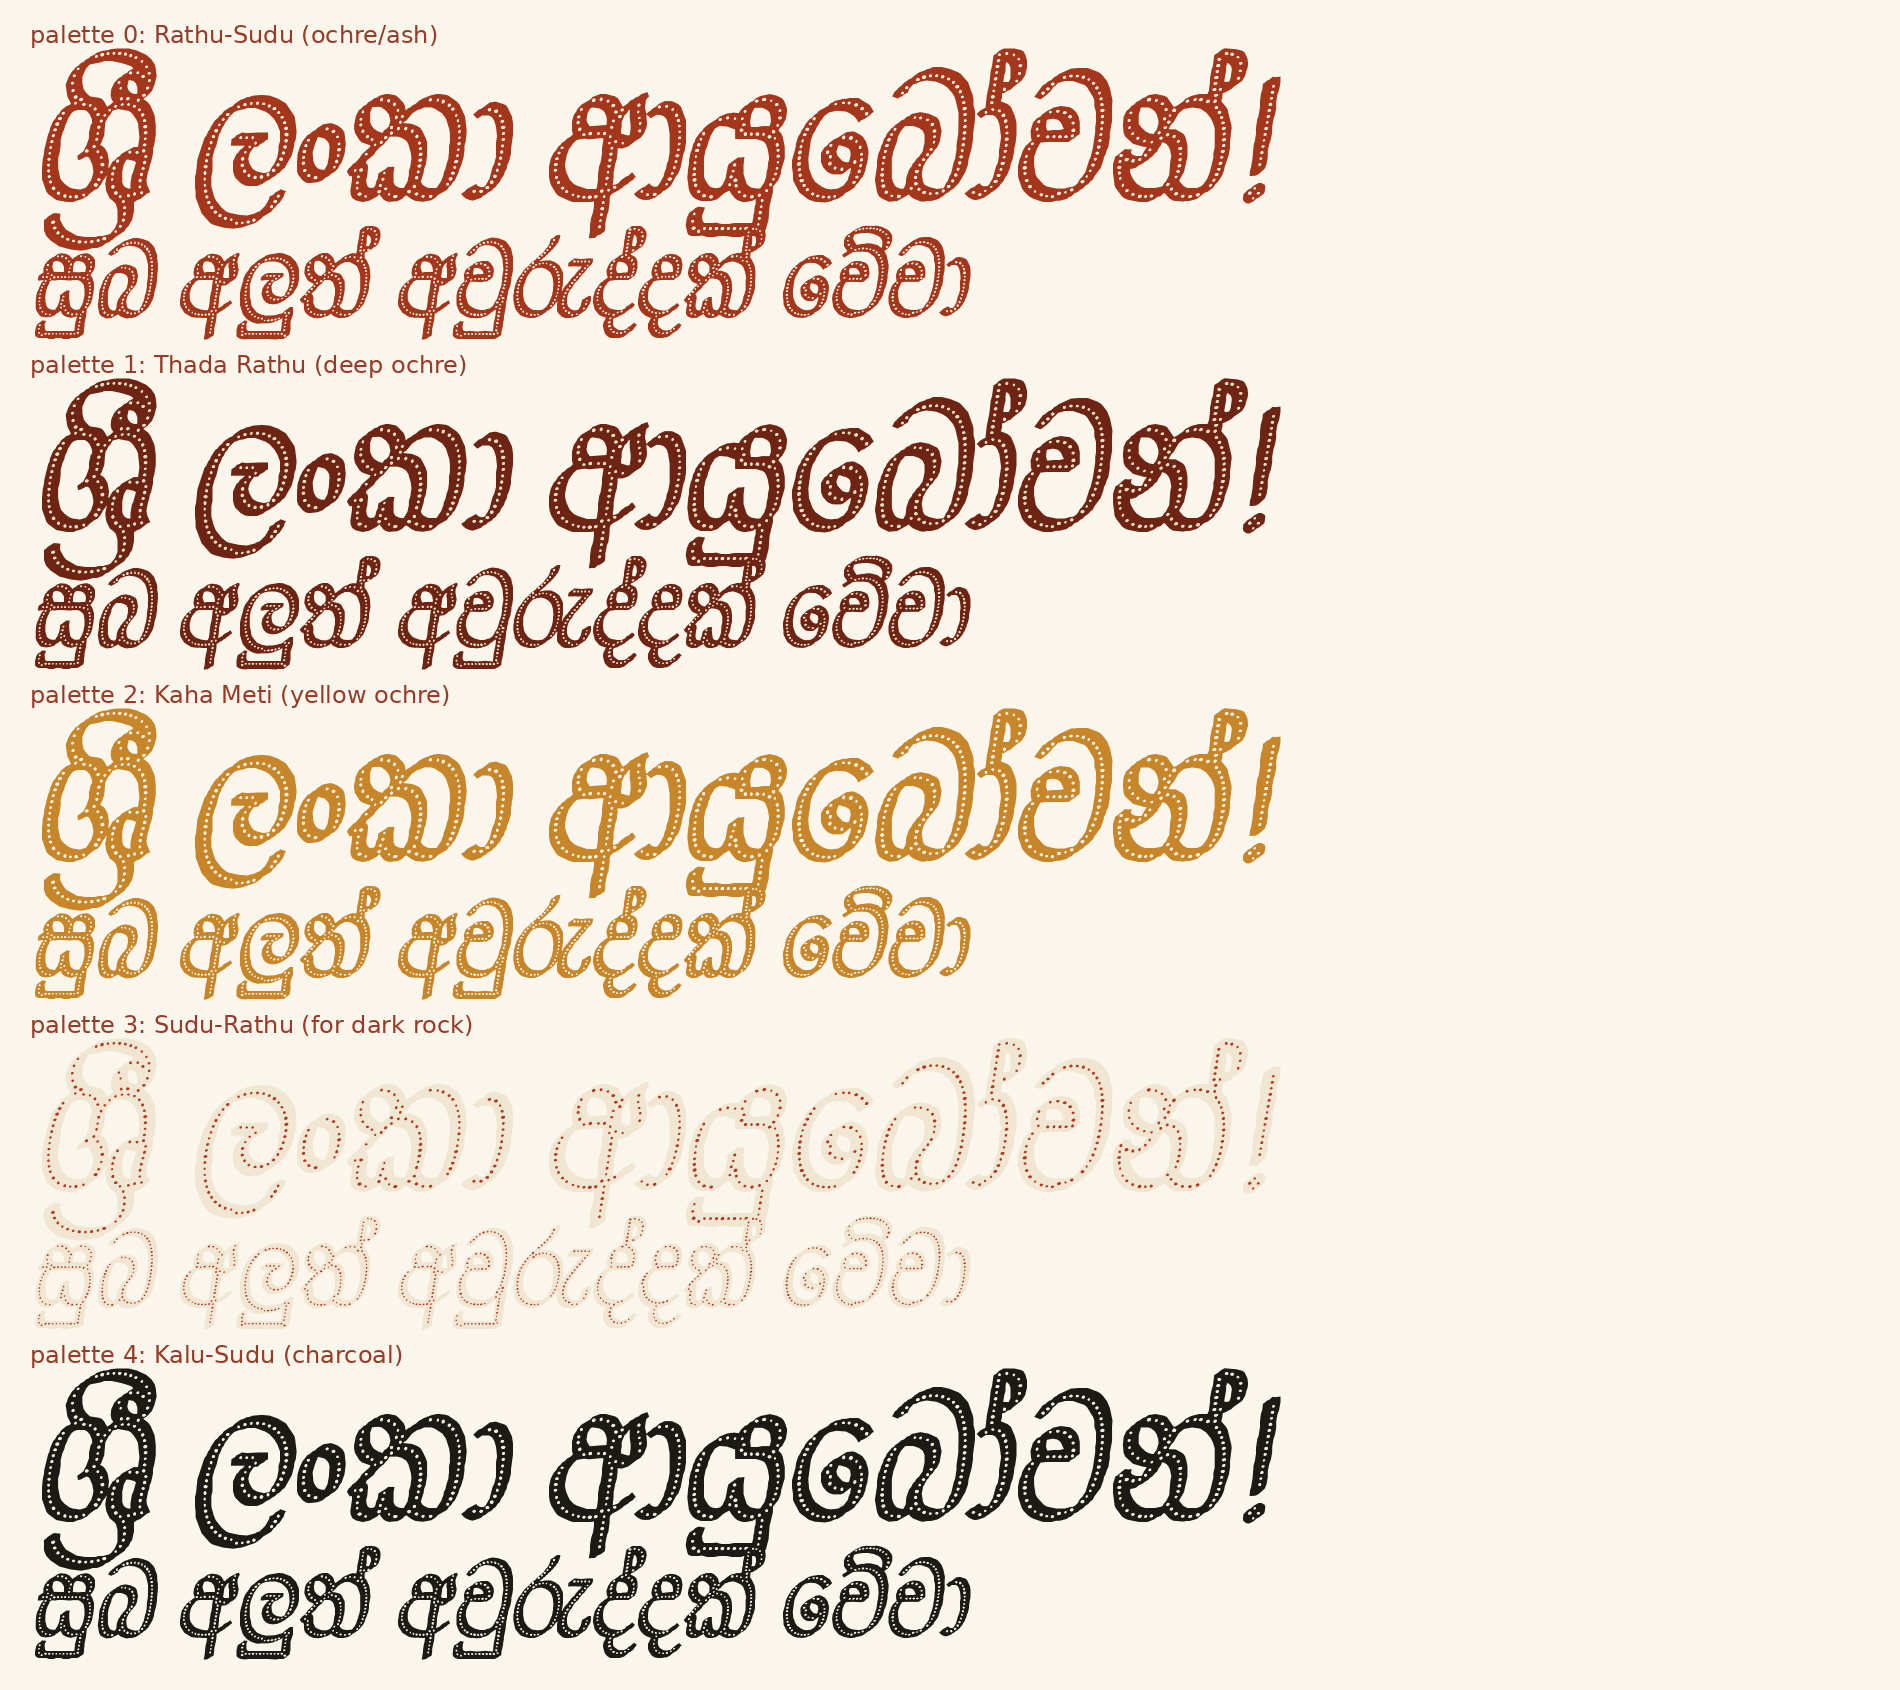 palette 0: Rathu-Sudu (ochre/ash)
ශ්‍රී ලංකා ආයුබෝවන්!
සුබ අලුත් අවුරුද්දක් වේවා
palette 1: Thada Rathu (deep ochre)
ශ්‍රී ලංකා ආයුබෝවන්!
සුබ අලුත් අවුරුද්දක් වේවා
palette 2: Kaha Meti (yellow ochre)
ශ්‍රී ලංකා ආයුබෝවන්!
සුබ අලුත් අවුරුද්දක් වේවා
palette 3: Sudu-Rathu (for dark rock)
ශ්‍රී ලංකා ආයුබෝවන්!
සුබ අලුත් අවුරුද්දක් වේවා
palette 4: Kalu-Sudu (charcoal)
ශ්‍රී ලංකා ආයුබෝවන්!
සුබ අලුත් අවුරුද්දක් වේවා